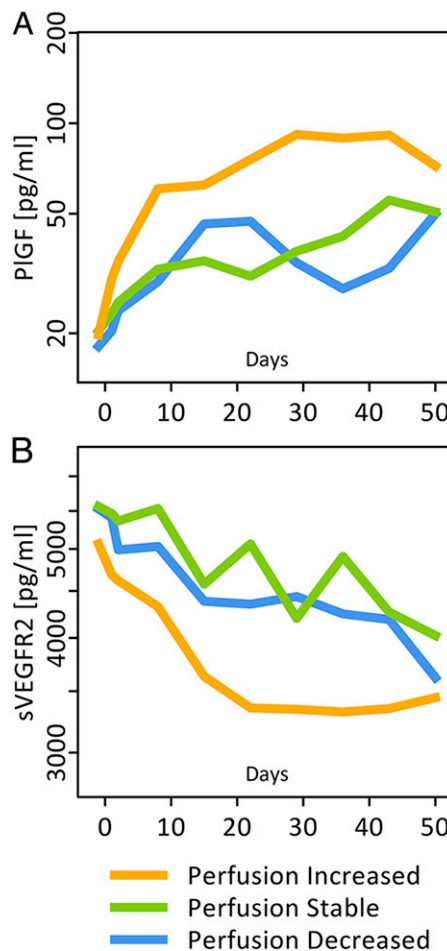 A
PlGF [pg/ml]
200
100
50
20
Days
0 10 20 30 40 50
B
sVEGFR2 [pg/ml]
5000
4000
3000
Days
0 10 20 30 40 50
Perfusion Increased
Perfusion Stable
Perfusion Decreased